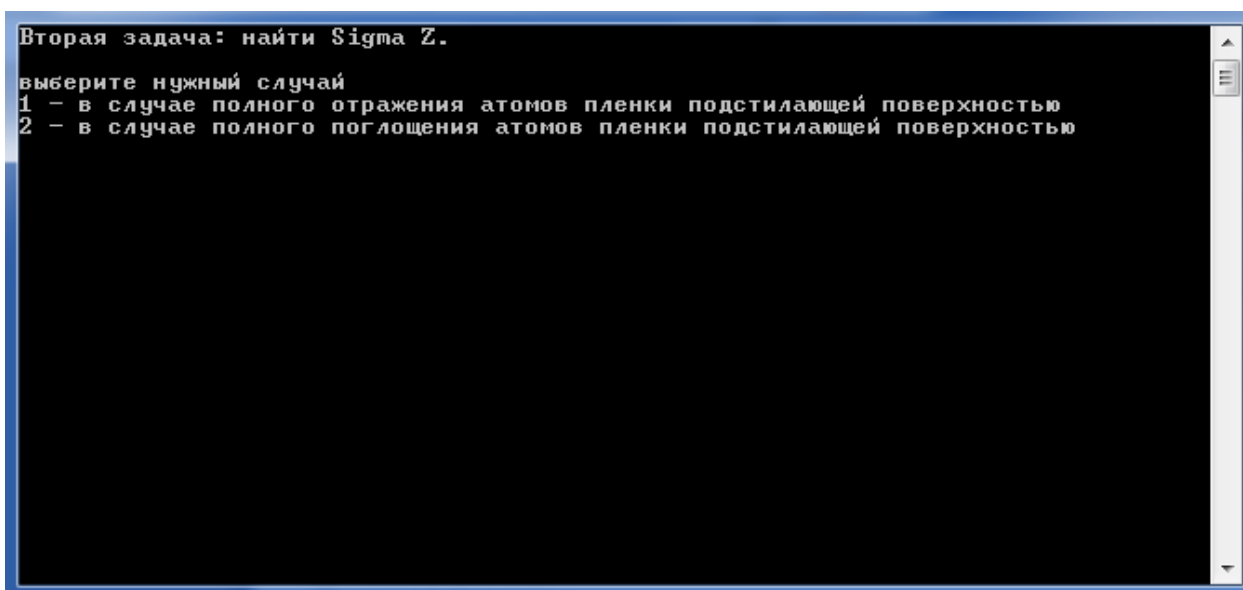 Вторая задача: найти Sigma Z.
выберите нужный случай
1 – в случае полного отражения атомов пленки подстилающей поверхностью
2 – в случае полного поглощения атомов пленки подстилающей поверхностью